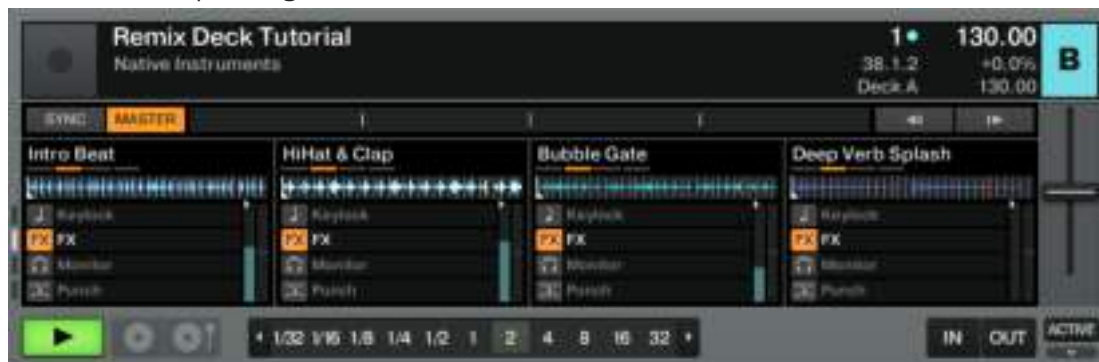 Remix Deck Tutorial
Native Instruments
1
130.00
38.1.2
+0.0%
Deck A
130.00
B
SYNC MASTER
Intro Beat
HiHat & Clap
Bubble Gate
Deep Verb Splash
Keylock
Keylock
Keylock
Keylock
FX FX
FX FX
FX FX
FX FX
Monitor
Monitor
Monitor
Monitor
Punch
Punch
Punch
Punch
1/32 1/16 1/8 1/4 1/2 1 2 4 8 16 32
IN OUT
ACTIVE